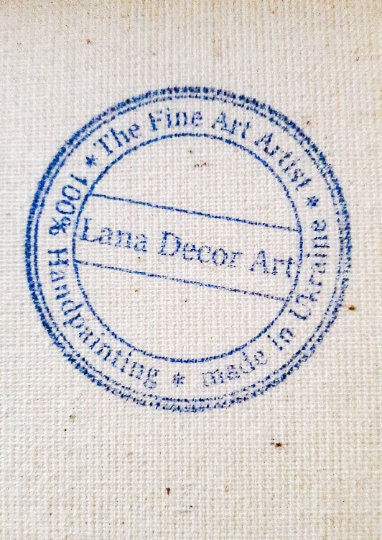 * The Fine Art Artist *
Lana Decor Art
100% Handpainting * made in Ukraine